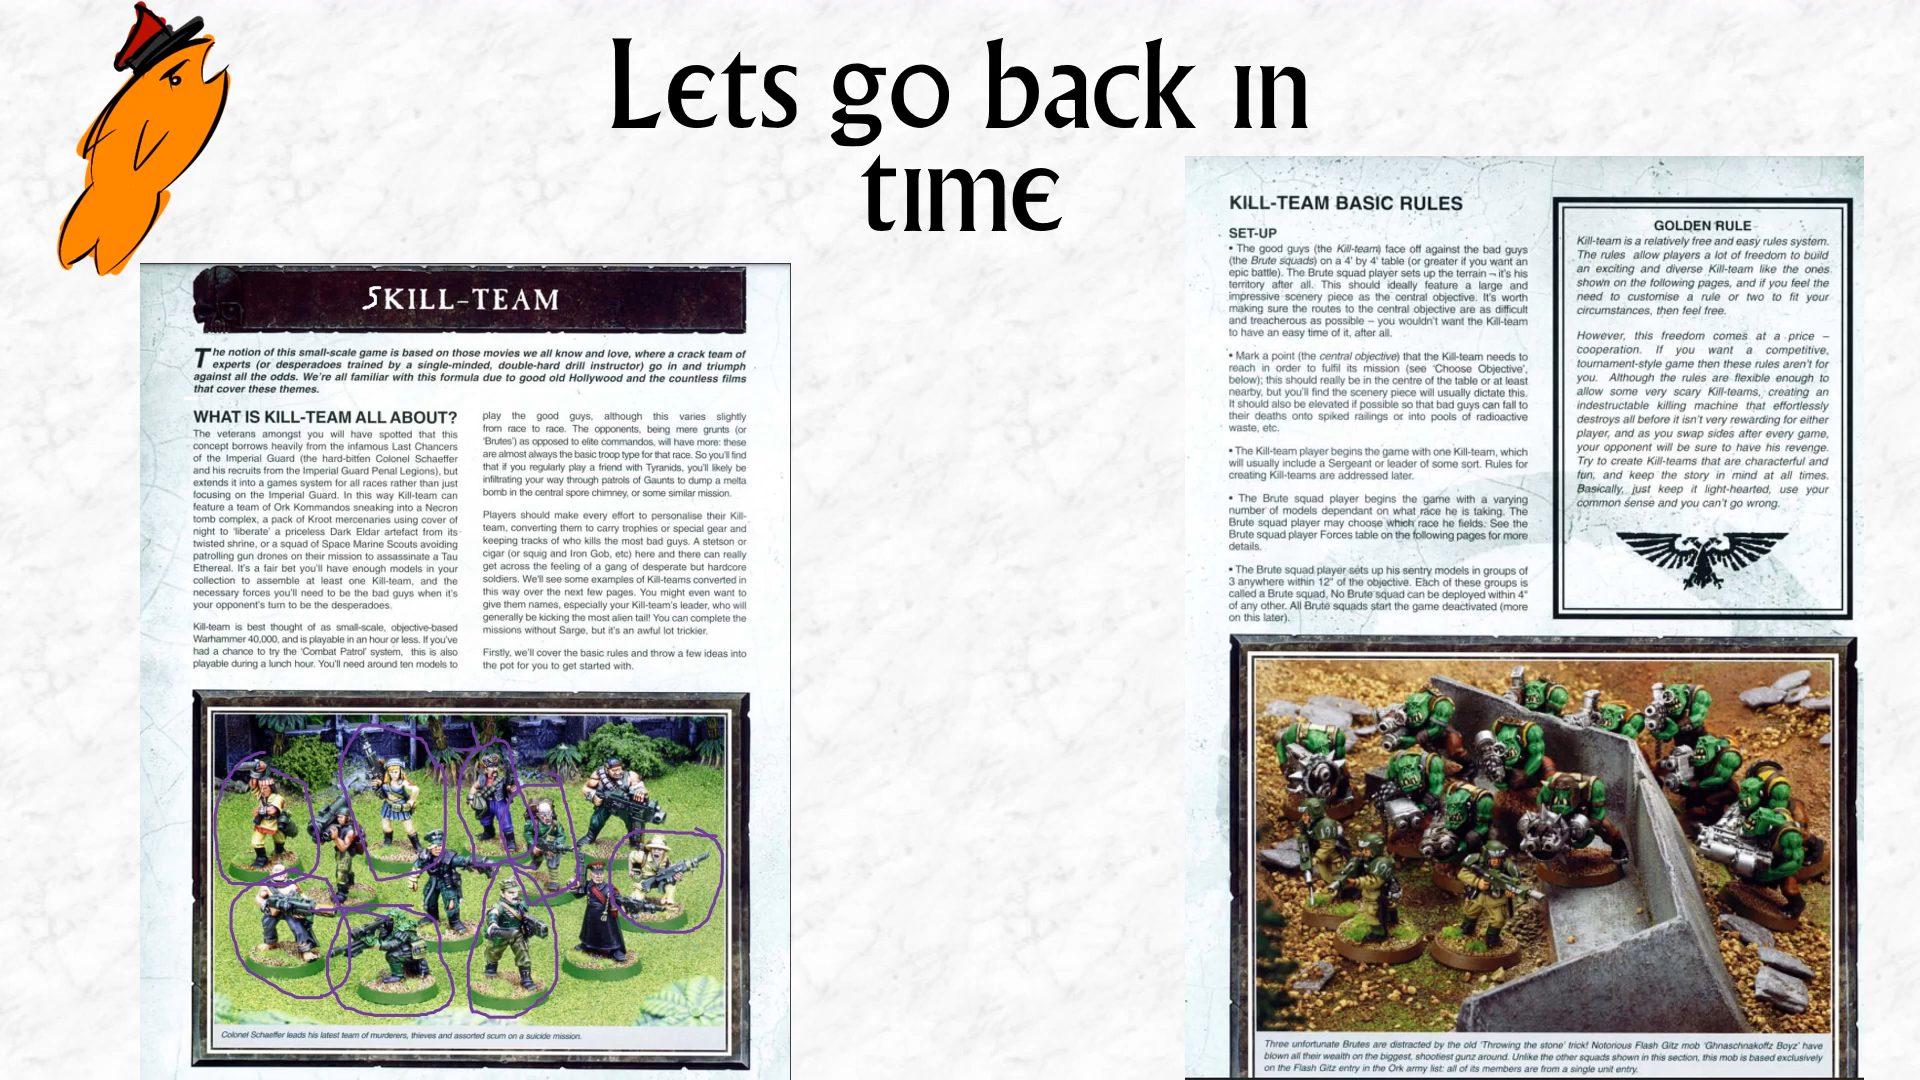 Lets go back in
time
SKILL-TEAM
The notion of this small-scale game is based on those movies we all know and love, where a crack team of
experts (or desperadoes trained by a single-minded, double-hard drill instructor) go in and triumph
against all the odds. We're all familiar with this formula due to good old Hollywood and the countless films
that cover these themes.
WHAT IS KILL-TEAM ALL ABOUT?
The veterans amongst you will have spotted that this
concept borrows heavily from the infamous Last Chancers
of the Imperial Guard (the hard-bitten Colonel Schaeffer
and his recruits from the Imperial Guard Penal Legions), but
extends it into a games system for all races rather than just
focusing on the Imperial Guard. In this way Kill-team can
feature a team of Ork Kommandos sneaking into a Necron
tomb complex, a pack of Kroot mercenaries using cover of
night to 'liberate' a priceless Dark Eldar artefact from its
twisted shrine, or a squad of Space Marine Scouts avoiding
patrolling gun drones on their mission to assassinate a Tau
Ethereal. It's a fair bet you'll have enough models in your
collection to assemble at least one Kill-team, and the
necessary forces you'll need to be the bad guys when it's
your opponent's turn to be the desperadoes.
Kill-team is best thought of as small-scale, objective-based
Warhammer 40,000, and is playable in an hour or less. If you've
had a chance to try the 'Combat Patrol' system, this is also
playable during a lunch hour. You'll need around ten models to
play the good guys, although this varies slightly
from race to race. The opponents, being mere grunts (or
'Brutes') as opposed to elite commandos, will have more: these
are almost always the basic troop type for that race. So you'll find
that if you regularly play a friend with Tyranids, you'll likely be
infiltrating your way through patrols of Gaunts to dump a melta
bomb in the central spore chimney, or some similar mission.
Players should make every effort to personalise their Kill-
team, converting them to carry trophies or special gear and
keeping tracks of who kills the most bad guys. A stetson or
cigar (or squig and Iron Gob, etc) here and there can really
get across the feeling of a gang of desperate but hardcore
soldiers. We'll see some examples of Kill-teams converted in
this way over the next few pages. You might even want to
give them names, especially your Kill-team's leader, who will
generally be kicking the most alien tail! You can complete the
missions without Sarge, but it's an awful lot trickier.
Firstly, we'll cover the basic rules and throw a few ideas into
the pot for you to get started with.
Colonel Schaeffer leads his latest team of murderers, thieves and assorted scum on a suicide mission.
KILL-TEAM BASIC RULES
SET-UP
• The good guys (the Kill-team) face off against the bad guys
(the Brute squads) on a 4' by 4' table (or greater if you want an
epic battle). The Brute squad player sets up the terrain – it's his
territory after all. This should ideally feature a large and
impressive scenery piece as the central objective. It's worth
making sure the routes to the central objective are as difficult
and treacherous as possible – you wouldn't want the Kill-team
to have an easy time of it, after all.
• Mark a point (the central objective) that the Kill-team needs to
reach in order to fulfil its mission (see 'Choose Objective',
below); this should really be in the centre of the table or at least
nearby, but you'll find the scenery piece will usually dictate this.
It should also be elevated if possible so that bad guys can fall to
their deaths onto spiked railings or into pools of radioactive
waste, etc.
• The Kill-team player begins the game with one Kill-team, which
will usually include a Sergeant or leader of some sort. Rules for
creating Kill-teams are addressed later.
• The Brute squad player begins the game with a varying
number of models dependant on what race he is taking. The
Brute squad player may choose which race he fields. See the
Brute squad player Forces table on the following pages for more
details.
• The Brute squad player sets up his sentry models in groups of
3 anywhere within 12" of the objective. Each of these groups is
called a Brute squad. No Brute squad can be deployed within 4"
of any other. All Brute squads start the game deactivated (more
on this later).
GOLDEN RULE
Kill-team is a relatively free and easy rules system.
The rules allow players a lot of freedom to build
an exciting and diverse Kill-team like the ones
shown on the following pages, and if you feel the
need to customise a rule or two to fit your
circumstances, then feel free.
However, this freedom comes at a price –
cooperation. If you want a competitive,
tournament-style game then these rules aren't for
you. Although the rules are flexible enough to
allow some very scary Kill-teams, creating an
indestructable killing machine that effortlessly
destroys all before it isn't very rewarding for either
player, and as you swap sides after every game,
your opponent will be sure to have his revenge.
Try to create Kill-teams that are characterful and
fun, and keep the story in mind at all times.
Basically, just keep it light-hearted, use your
common sense and you can't go wrong.
Three unfortunate Brutes are distracted by the old 'Throwing the stone' trick! Notorious Flash Gitz mob 'Ghnaschnakoffz Boyz' have
blown all their wealth on the biggest, shootiest gunz around. Unlike the other squads shown in this section, this mob is based exclusively
on the Flash Gitz entry in the Ork army list: all of its members are from a single unit entry.